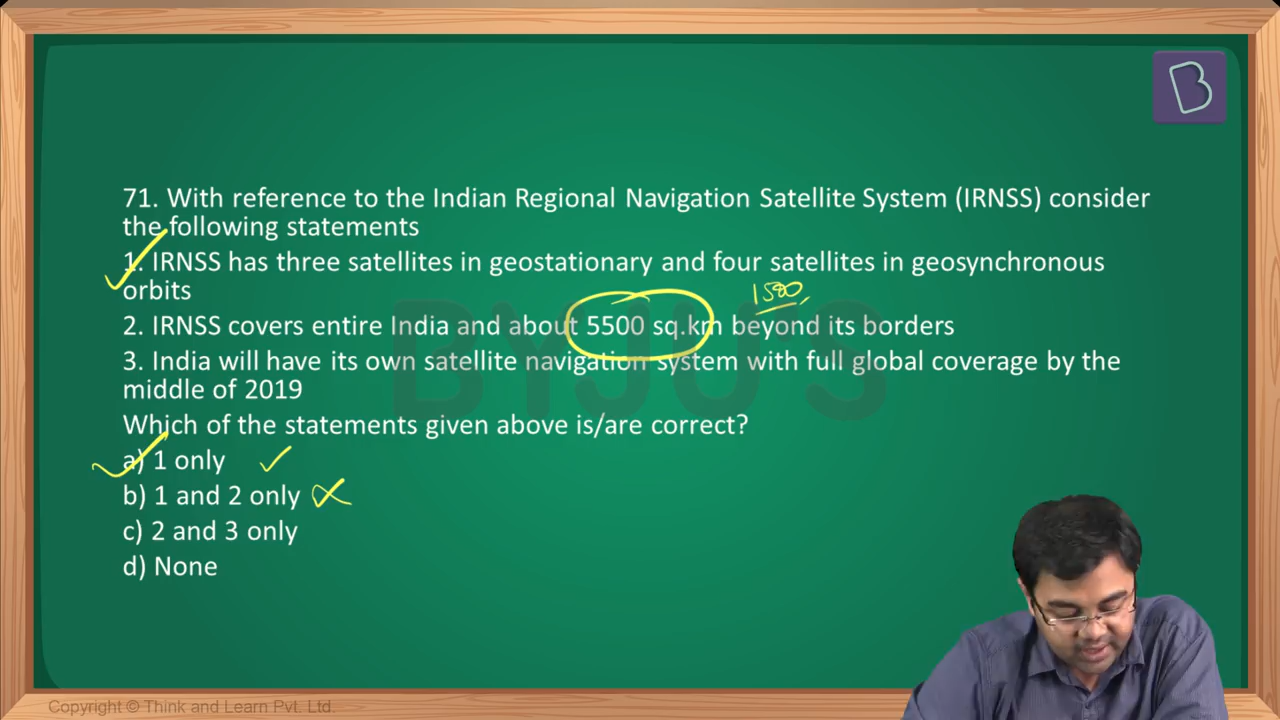 B
71. With reference to the Indian Regional Navigation Satellite System (IRNSS) consider
the following statements
1. IRNSS has three satellites in geostationary and four satellites in geosynchronous
orbits
1500
2. IRNSS covers entire India and about 5500 sq.km beyond its borders
3. India will have its own satellite navigation system with full global coverage by the
middle of 2019
BYJU'S
Which of the statements given above is/are correct?
a) 1 only
b) 1 and 2 only
c) 2 and 3 only
d) None
Copyright © Think and Learn Pvt. Ltd.